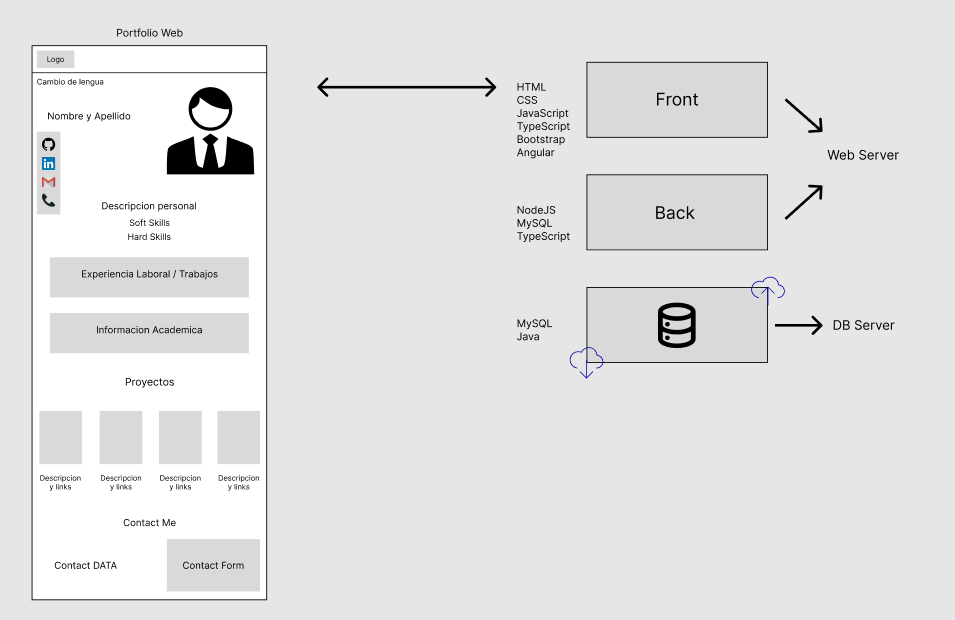 Portfolio Web
Logo
Cambio de lengua
Nombre y Apellido
in
Descripcion personal
Soft Skills
Hard Skills
Experiencia Laboral / Trabajos
Informacion Academica
Proyectos
Descripcion
y links
Descripcion
y links
Descripcion
y links
Descripcion
y links
Contact Me
Contact DATA
Contact Form
HTML
CSS
JavaScript
TypeScript
Bootstrap
Angular
Front
Web Server
NodeJS
MySQL
TypeScript
Back
MySQL
Java
DB Server